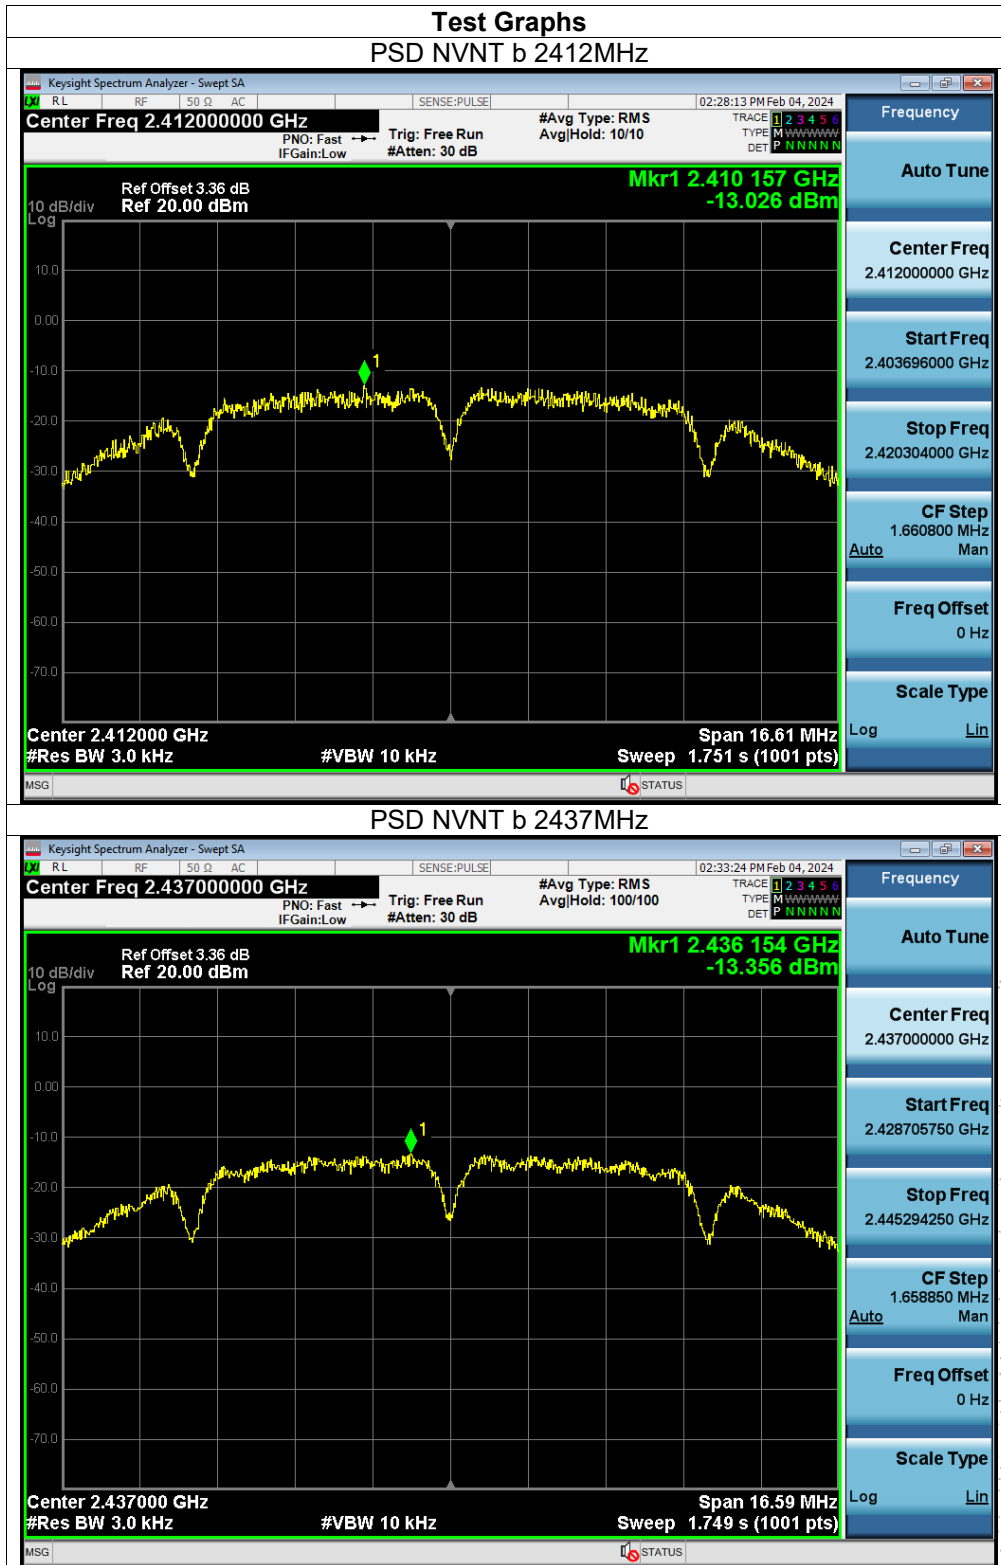 Test Graphs
PSD NVNT b 2412MHz
Keysight Spectrum Analyzer - Swept SA
LXI RL RF 50 Ω AC SENSE:PULSE 02:28:13 PM Feb 04, 2024
Center Freq 2.412000000 GHz
PNO: Fast
IFGain:Low
Trig: Free Run
#Atten: 30 dB
#Avg Type: RMS
Avg|Hold: 10/10
TRACE 1 2 3 4 5 6
TYPE M WWWWW
DET P N N N N N
Ref Offset 3.36 dB
10 dB/div Ref 20.00 dBm
Log
Mkr1 2.410 157 GHz
-13.026 dBm
10.0
0.00
-10.0
1
-20.0
-30.0
-40.0
-50.0
-60.0
-70.0
Center 2.412000 GHz Span 16.61 MHz
#Res BW 3.0 kHz #VBW 10 kHz Sweep 1.751 s (1001 pts)
MSG STATUS
Frequency
Auto Tune
Center Freq
2.412000000 GHz
Start Freq
2.403696000 GHz
Stop Freq
2.420304000 GHz
CF Step
1.660800 MHz
Auto Man
Freq Offset
0 Hz
Scale Type
Log Lin
PSD NVNT b 2437MHz
Keysight Spectrum Analyzer - Swept SA
LXI RL RF 50 Ω AC SENSE:PULSE 02:33:24 PM Feb 04, 2024
Center Freq 2.437000000 GHz
PNO: Fast
IFGain:Low
Trig: Free Run
#Atten: 30 dB
#Avg Type: RMS
Avg|Hold: 100/100
TRACE 1 2 3 4 5 6
TYPE M WWWWW
DET P N N N N N
Ref Offset 3.36 dB
10 dB/div Ref 20.00 dBm
Log
Mkr1 2.436 154 GHz
-13.356 dBm
10.0
0.00
-10.0
1
-20.0
-30.0
-40.0
-50.0
-60.0
-70.0
Center 2.437000 GHz Span 16.59 MHz
#Res BW 3.0 kHz #VBW 10 kHz Sweep 1.749 s (1001 pts)
MSG STATUS
Frequency
Auto Tune
Center Freq
2.437000000 GHz
Start Freq
2.428705750 GHz
Stop Freq
2.445294250 GHz
CF Step
1.658850 MHz
Auto Man
Freq Offset
0 Hz
Scale Type
Log Lin